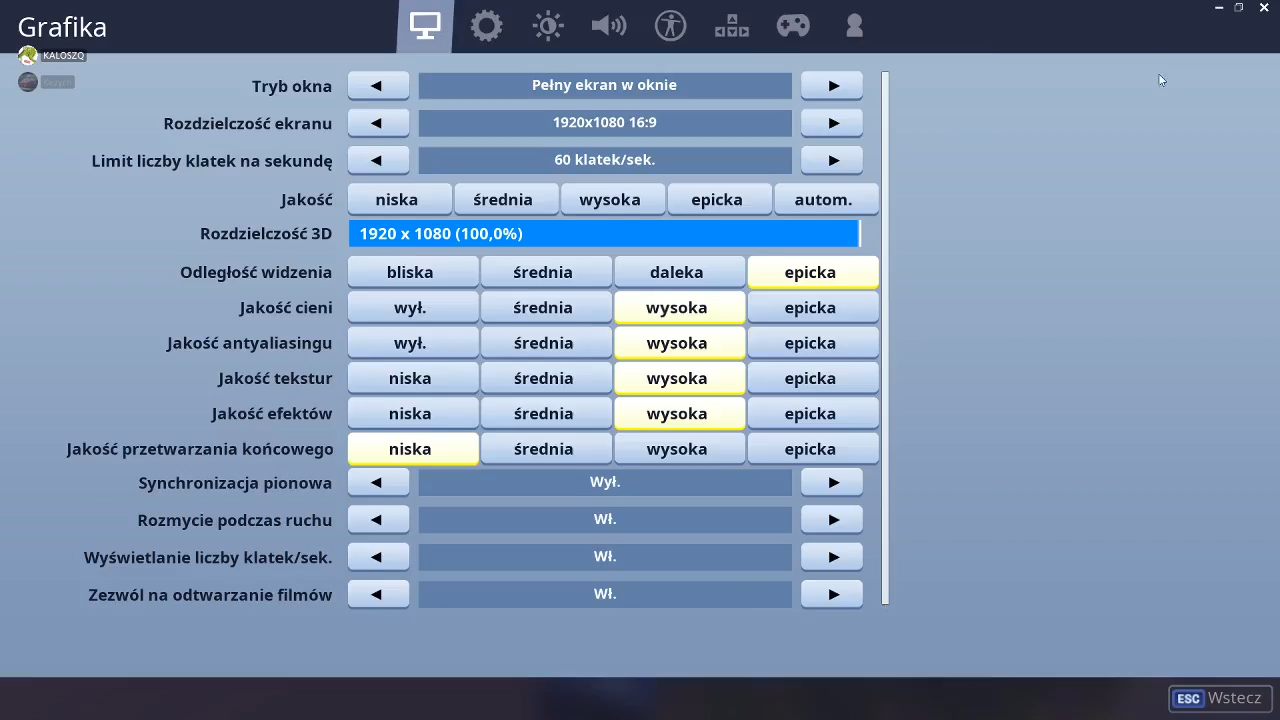 Grafika
KALOSZQ
Tryb okna
Pełny ekran w oknie
Rozdzielczość ekranu
1920x1080 16:9
Limit liczby klatek na sekundę
60 klatek/sek.
Jakość niska średnia wysoka epicka autom.
Rozdzielczość 3D 1920 x 1080 (100,0%)
Odległość widzenia bliska średnia daleka epicka
Jakość cieni wył. średnia wysoka epicka
Jakość antyaliasingu wył. średnia wysoka epicka
Jakość tekstur niska średnia wysoka epicka
Jakość efektów niska średnia wysoka epicka
Jakość przetwarzania końcowego niska średnia wysoka epicka
Synchronizacja pionowa Wył.
Rozmycie podczas ruchu Wł.
Wyświetlanie liczby klatek/sek. Wł.
Zezwól na odtwarzanie filmów Wł.
ESC Wstecz